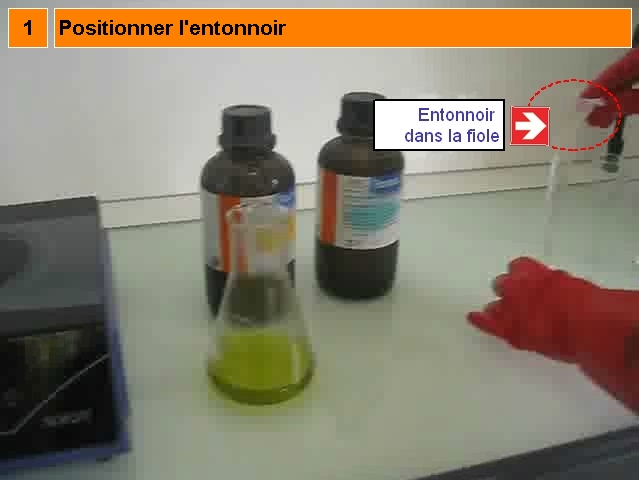 1 Positionner l'entonnoir
Entonnoir
dans la fiole